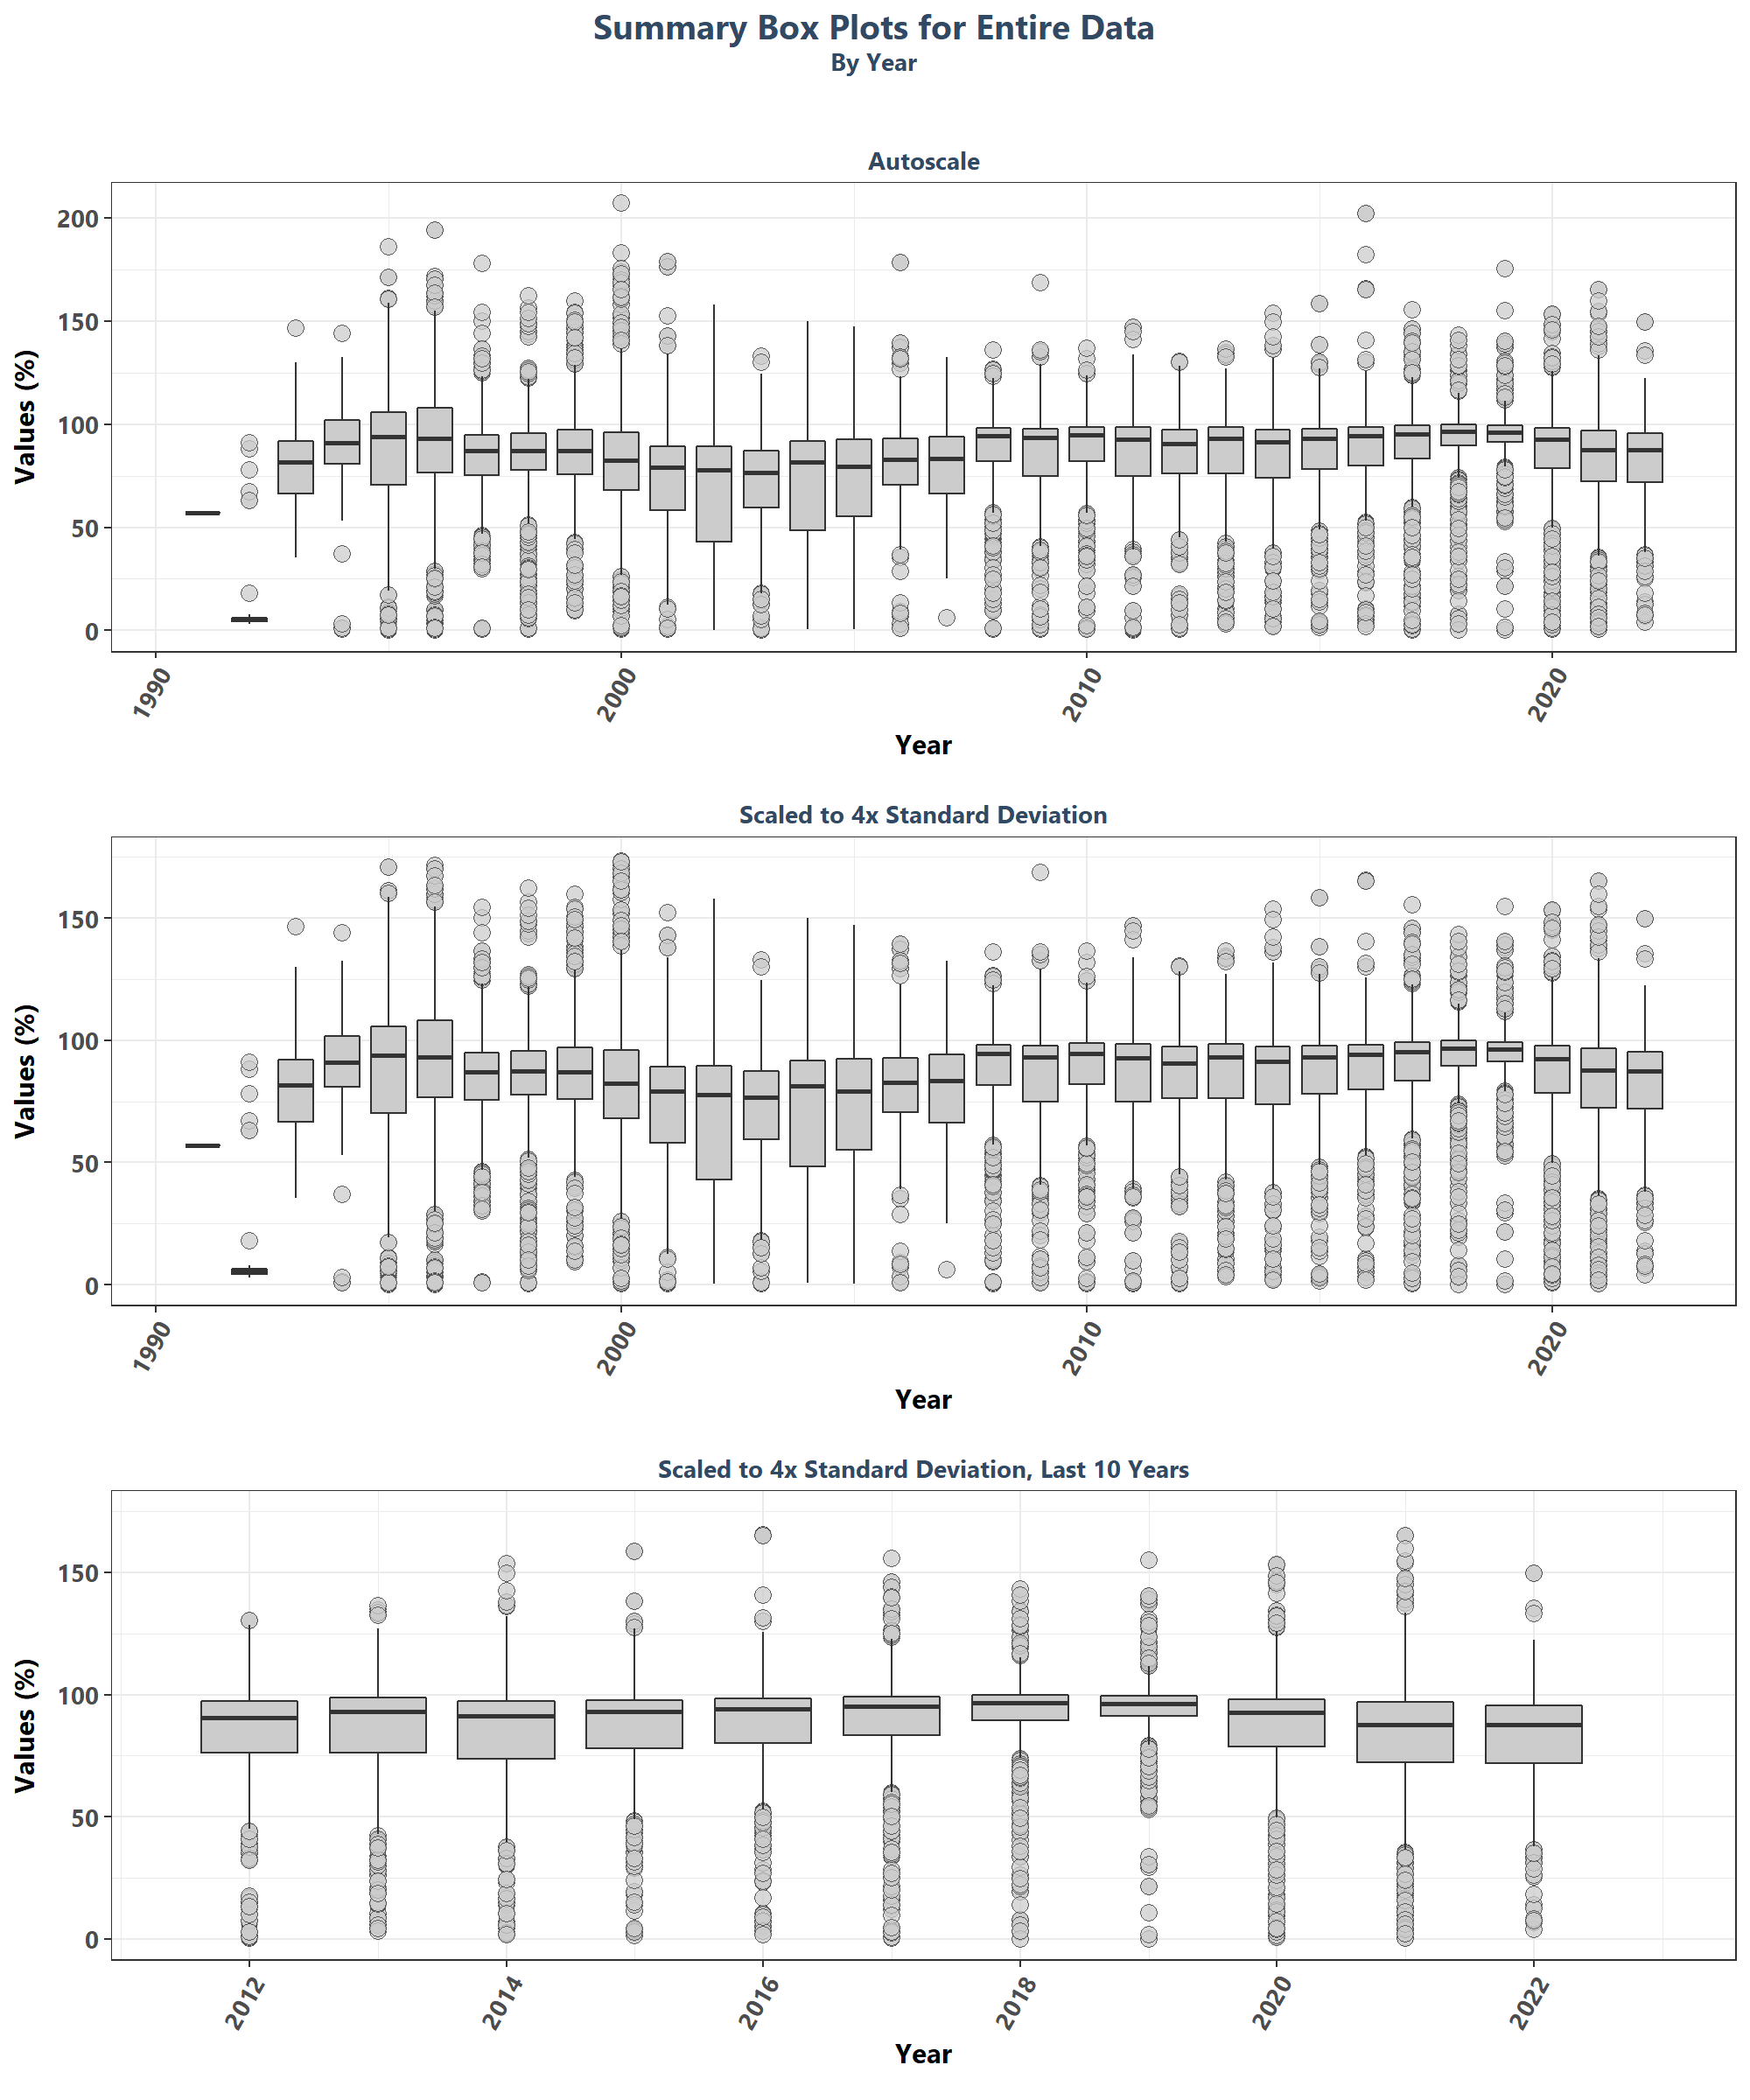 Summary Box Plots for Entire Data
By Year
Autoscale
Values (%)
200
150
100
50
0
1990
2000
2010
2020
Year
Scaled to 4x Standard Deviation
Values (%)
150
100
50
0
1990
2000
2010
2020
Year
Scaled to 4x Standard Deviation, Last 10 Years
Values (%)
150
100
50
0
2012
2014
2016
2018
2020
2022
Year